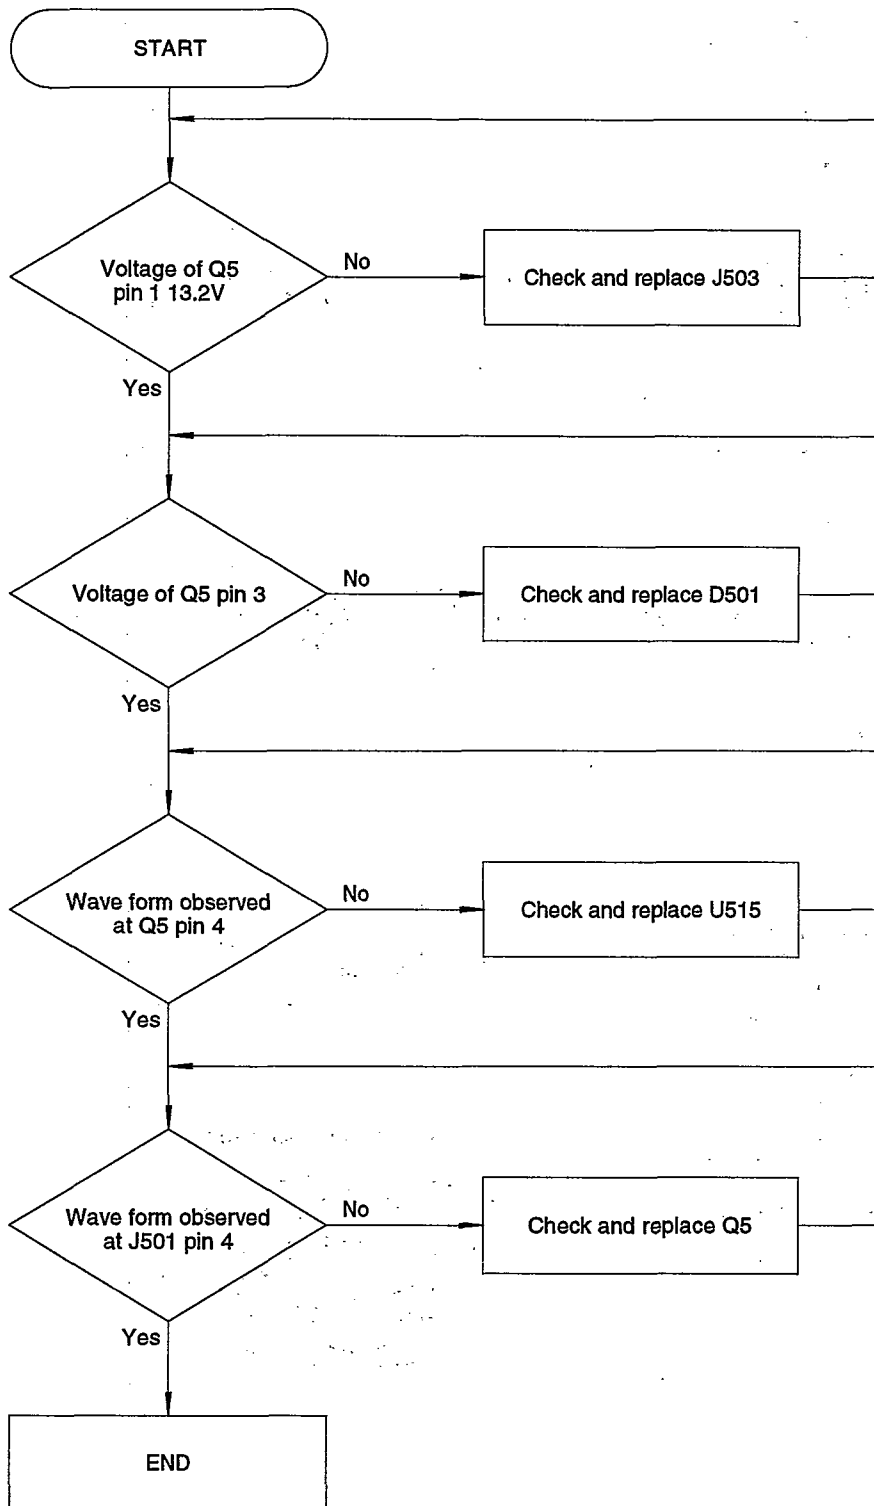 START
Voltage of Q5
pin 1 13.2V
No
Check and replace J503
Yes
Voltage of Q5 pin 3
No
Check and replace D501
Yes
Wave form observed
at Q5 pin 4
No
Check and replace U515
Yes
Wave form observed
at J501 pin 4
No
Check and replace Q5
Yes
END